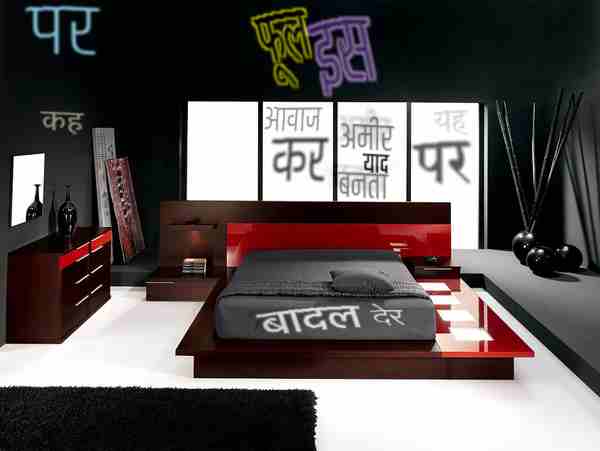 पर
फूल
इस
कह
आवाज
कर
अमीर
याद
बनता
यह
पर
बादल देर